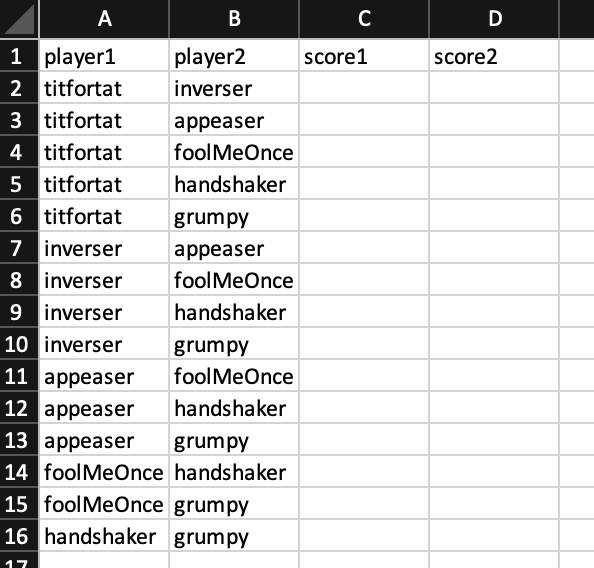 A B C D
1 player1 player2 score1 score2
2 titfortat inverser
3 titfortat appeaser
4 titfortat foolMeOnce
5 titfortat handshaker
6 titfortat grumpy
7 inverser appeaser
8 inverser foolMeOnce
9 inverser handshaker
10 inverser grumpy
11 appeaser foolMeOnce
12 appeaser handshaker
13 appeaser grumpy
14 foolMeOnce handshaker
15 foolMeOnce grumpy
16 handshaker grumpy
17